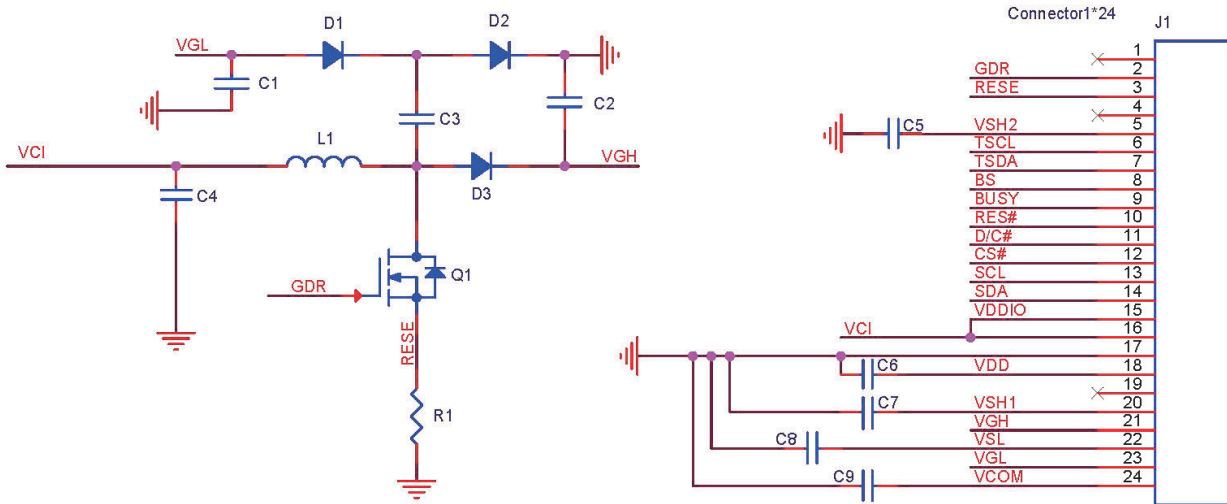 Connector1*24
J1
D1
D2
VGL
C1
C2
C3
VCI
L1
VGH
D3
C4
Q1
GDR
RESE
R1
1
GDR 2
RESE 3
4
C5 VSH2 5
TSCL 6
TSDA 7
BS 8
BUSY 9
RES# 10
D/C# 11
CS# 12
SCL 13
SDA 14
VDDIO 15
VCI 16
17
C6 VDD 18
19
C7 VSH1 20
VGH 21
C8 VSL 22
VGL 23
C9 VCOM 24